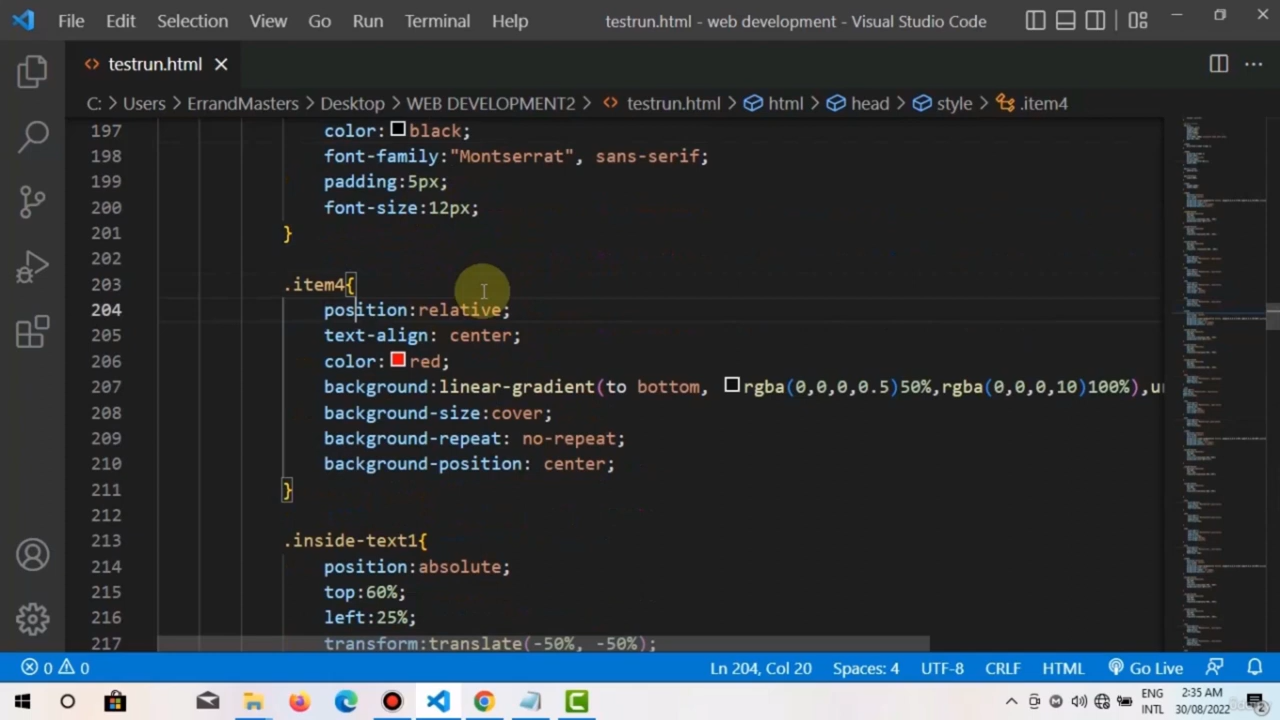 File Edit Selection View Go Run Terminal Help testrun.html - web development - Visual Studio Code
testrun.html
C: > Users > ErrandMasters > Desktop > WEB DEVELOPMENT2 > testrun.html > html > head > style > .item4
197 color: black;
198 font-family:"Montserrat", sans-serif;
199 padding:5px;
200 font-size:12px;
201 }
202
203 .item4{
204 position:relative;
205 text-align: center;
206 color: red;
207 background:linear-gradient(to bottom, rgba(0,0,0,0.5)50%,rgba(0,0,0,10)100%),u
208 background-size:cover;
209 background-repeat: no-repeat;
210 background-position: center;
211 }
212
213 .inside-text1{
214 position:absolute;
215 top:60%;
216 left:25%;
217 transform:translate(-50%, -50%);
0 0 Ln 204, Col 20 Spaces: 4 UTF-8 CRLF HTML Go Live
ENG 2:35 AM
INTL 30/08/2022 2